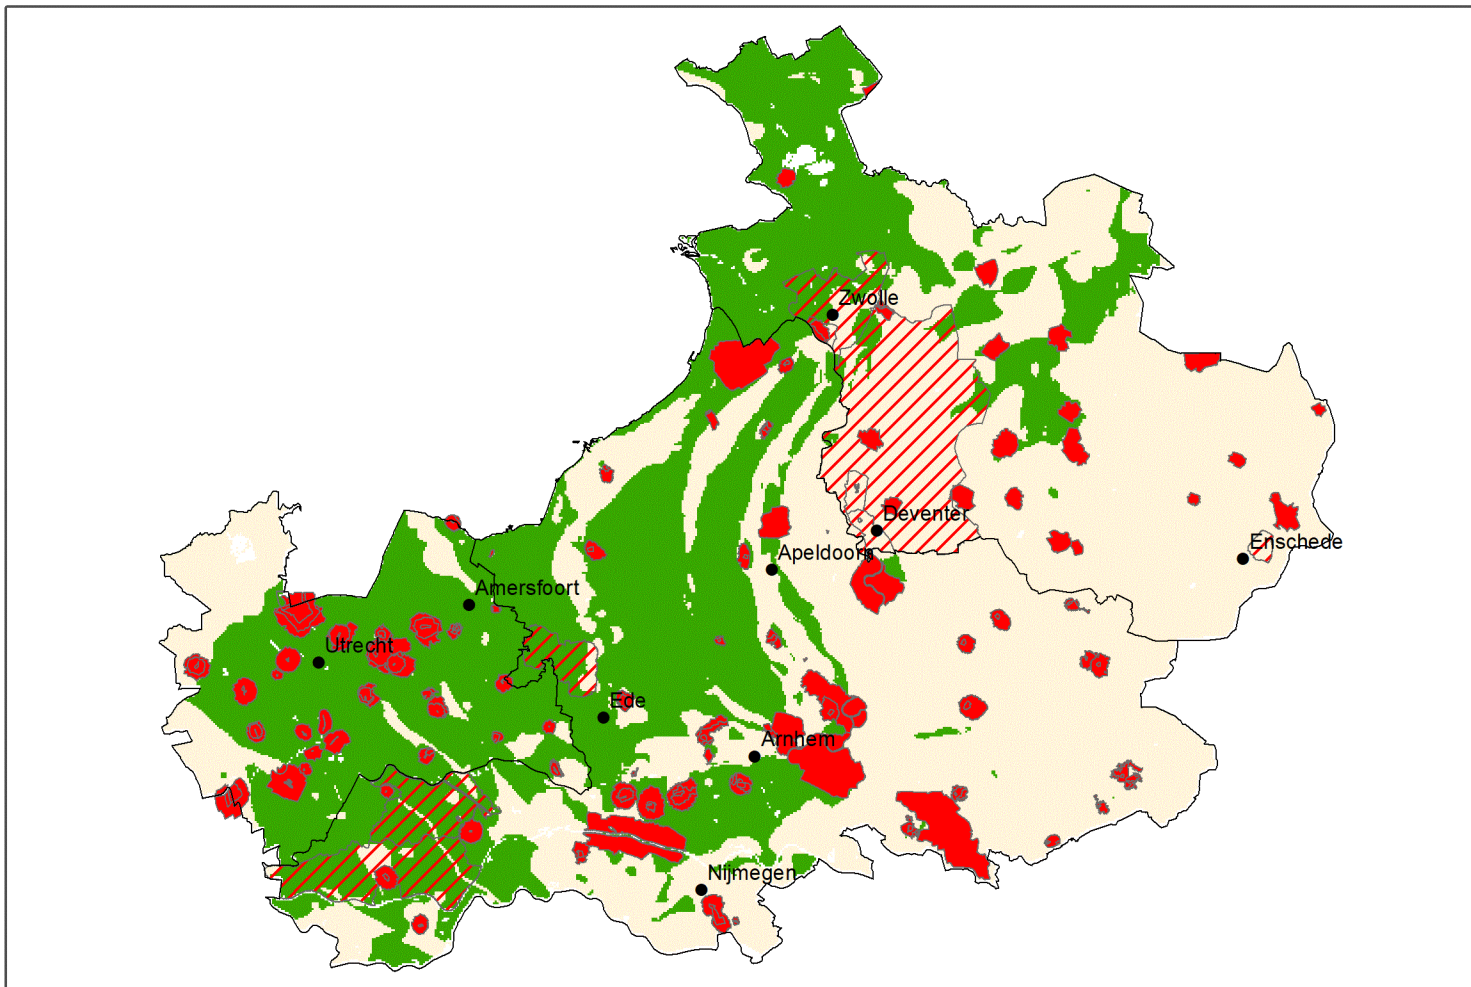 Zwolle
Deventer
Apeldoorn
Enschede
Amersfoort
Utrecht
Ede
Arnhem
Nijmegen